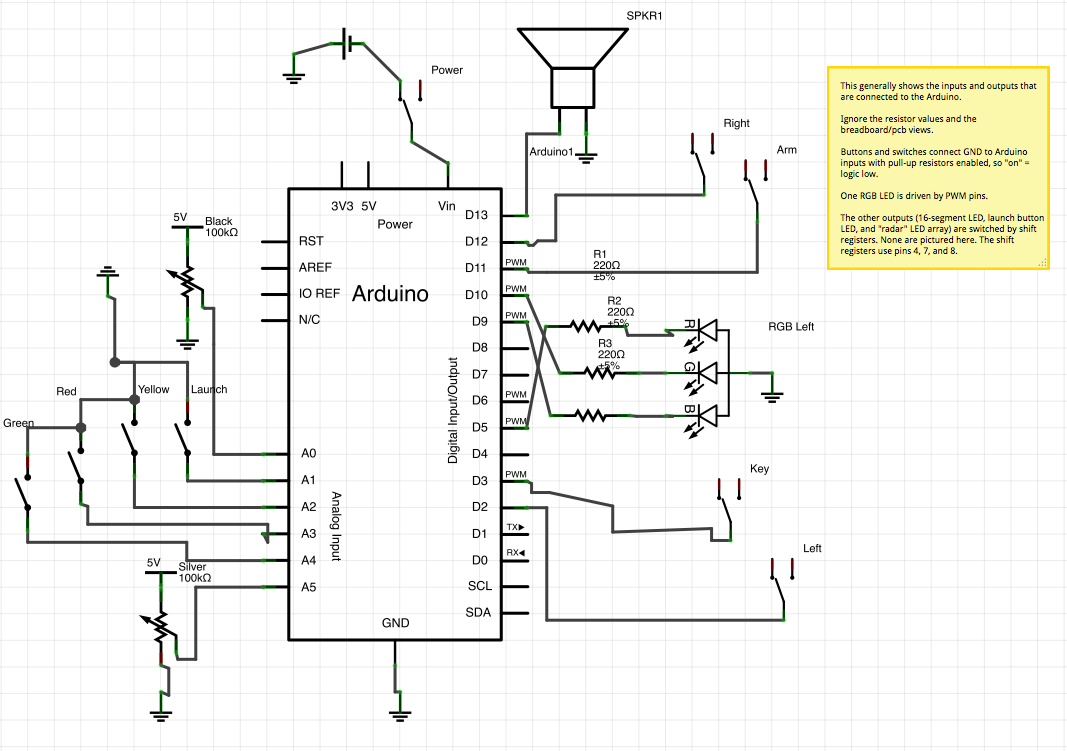 SPKR1
Power
This generally shows the inputs and outputs that
are connected to the Arduino.
Ignore the resistor values and the
breadboard/pcb views.
Buttons and switches connect GND to Arduino
inputs with pull-up resistors enabled, so "on" =
logic low.
One RGB LED is driven by PWM pins.
The other outputs (16-segment LED, launch button
LED, and "radar" LED array) are switched by shift
registers. None are pictured here. The shift
registers use pins 4, 7, and 8.
Right
Arm
Arduino1
3V3 5V Vin
Power
5V
Black
100kΩ
RST
AREF
IO REF
N/C
Arduino
D13
D12
D11 PWM
D10 PWM
D9 PWM
D8
D7
D6 PWM
D5 PWM
D4
D3 PWM
D2
D1 TX
D0 RX
SCL
SDA
Digital Input/Output
R1
220Ω
±5%
R2
220Ω
±5%
R3
220Ω
±5%
R
G
B
RGB Left
Red
Yellow
Launch
Green
A0
A1
A2
A3
A4
A5
Analog Input
5V
Silver
100kΩ
GND
Key
Left